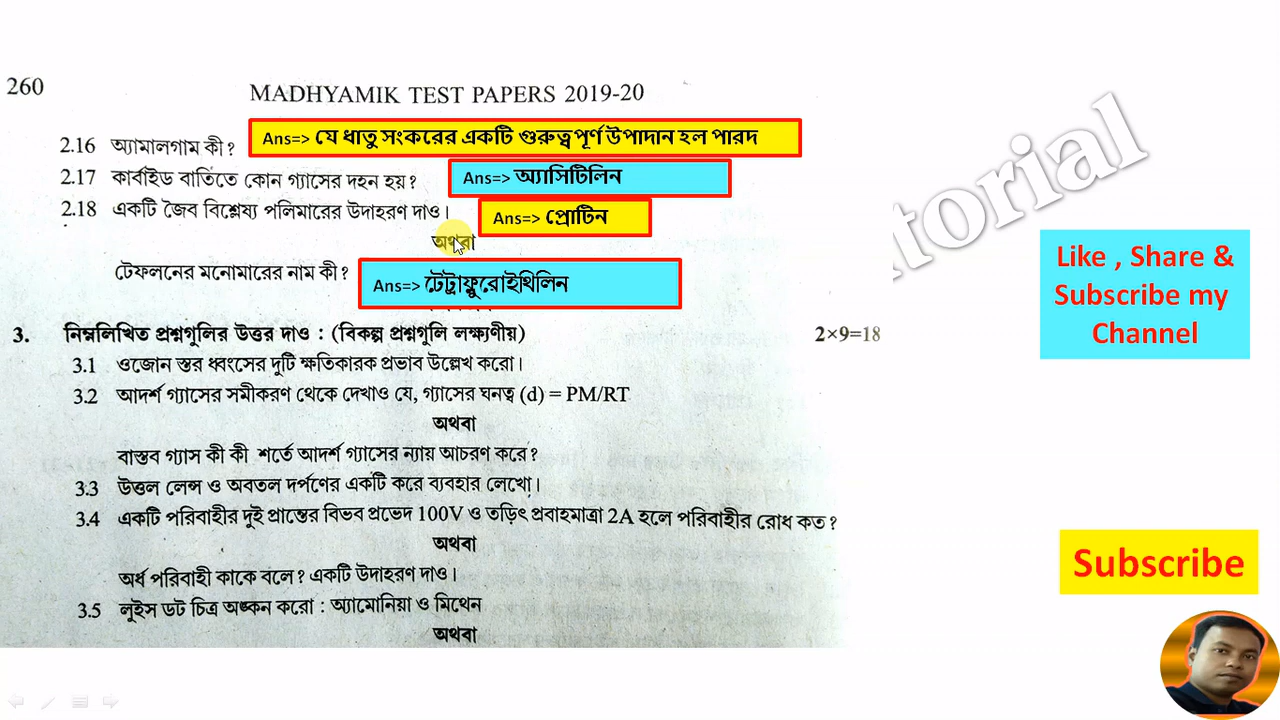 260
MADHYAMIK TEST PAPERS 2019-20
2.16 অ্যামালগাম কী ? Ans=> যে ধাতু সংকরের একটি গুরুত্বপূর্ণ উপাদান হল পারদ
2.17 কার্বাইড বাতিতে কোন গ্যাসের দহন হয় ? Ans=> অ্যাসিটিলিন
2.18 একটি জৈব বিশ্লেষ্য পলিমারের উদাহরণ দাও। Ans=> প্রোটিন
অথবা
টেফলনের মনোমারের নাম কী ? Ans=> টেট্রাফ্লুরোইথিলিন
3. নিম্নলিখিত প্রশ্নগুলির উত্তর দাও : (বিকল্প প্রশ্নগুলি লক্ষ্যণীয়) 2×9=18
3.1 ওজোন স্তর ধ্বংসের দুটি ক্ষতিকারক প্রভাব উল্লেখ করো।
3.2 আদর্শ গ্যাসের সমীকরণ থেকে দেখাও যে, গ্যাসের ঘনত্ব (d) = PM/RT
অথবা
বাস্তব গ্যাস কী কী শর্তে আদর্শ গ্যাসের ন্যায় আচরণ করে ?
3.3 উত্তল লেন্স ও অবতল দর্পণের একটি করে ব্যবহার লেখো।
3.4 একটি পরিবাহীর দুই প্রান্তের বিভব প্রভেদ 100V ও তড়িৎ প্রবাহমাত্রা 2A হলে পরিবাহীর রোধ কত ?
অথবা
অর্ধ পরিবাহী কাকে বলে ? একটি উদাহরণ দাও।
3.5 লুইস ডট চিত্র অঙ্কন করো : অ্যামোনিয়া ও মিথেন
অথবা
torial
Like , Share &
Subscribe my
Channel
Subscribe